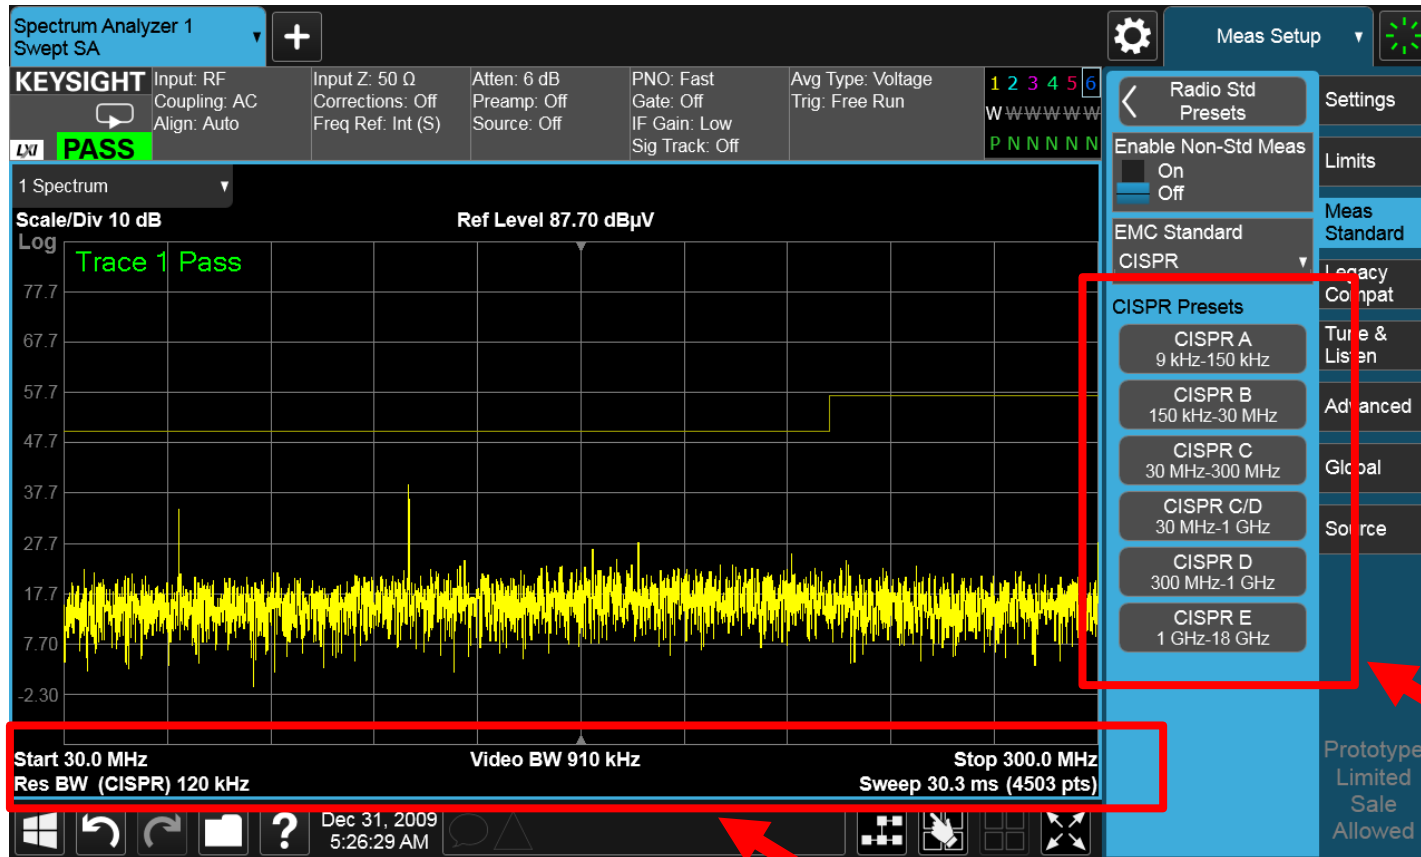 Spectrum Analyzer 1
Swept SA
Meas Setup
KEYSIGHT
LXI
PASS
Input: RF
Coupling: AC
Align: Auto
Input Z: 50 Ω
Corrections: Off
Freq Ref: Int (S)
Atten: 6 dB
Preamp: Off
Source: Off
PNO: Fast
Gate: Off
IF Gain: Low
Sig Track: Off
Avg Type: Voltage
Trig: Free Run
1 2 3 4 5 6
W W W W W W
P N N N N N
1 Spectrum
Scale/Div 10 dB
Ref Level 87.70 dBµV
Log
Trace 1 Pass
77.7
67.7
57.7
47.7
37.7
27.7
17.7
7.70
-2.30
Start 30.0 MHz
Video BW 910 kHz
Stop 300.0 MHz
Res BW (CISPR) 120 kHz
Sweep 30.3 ms (4503 pts)
?
Dec 31, 2009
5:26:29 AM
Radio Std
Presets
Enable Non-Std Meas
On
Off
EMC Standard
CISPR
CISPR Presets
CISPR A
9 kHz-150 kHz
CISPR B
150 kHz-30 MHz
CISPR C
30 MHz-300 MHz
CISPR C/D
30 MHz-1 GHz
CISPR D
300 MHz-1 GHz
CISPR E
1 GHz-18 GHz
Settings
Limits
Meas
Standard
Legacy
Compat
Tune &
Listen
Advanced
Global
Source
Prototype
Limited
Sale
Allowed